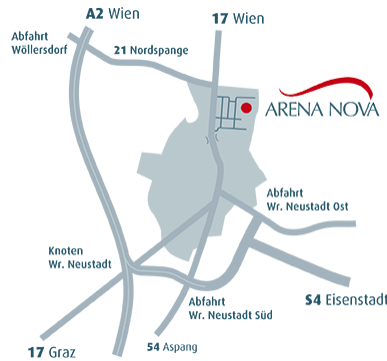 A2 Wien
17 Wien
Abfahrt
Wöllersdorf
21 Nordspange
ARENA NOVA
Abfahrt
Wr. Neustadt Ost
Knoten
Wr. Neustadt
S4 Eisenstadt
Abfahrt
Wr. Neustadt Süd
54 Aspang
17 Graz